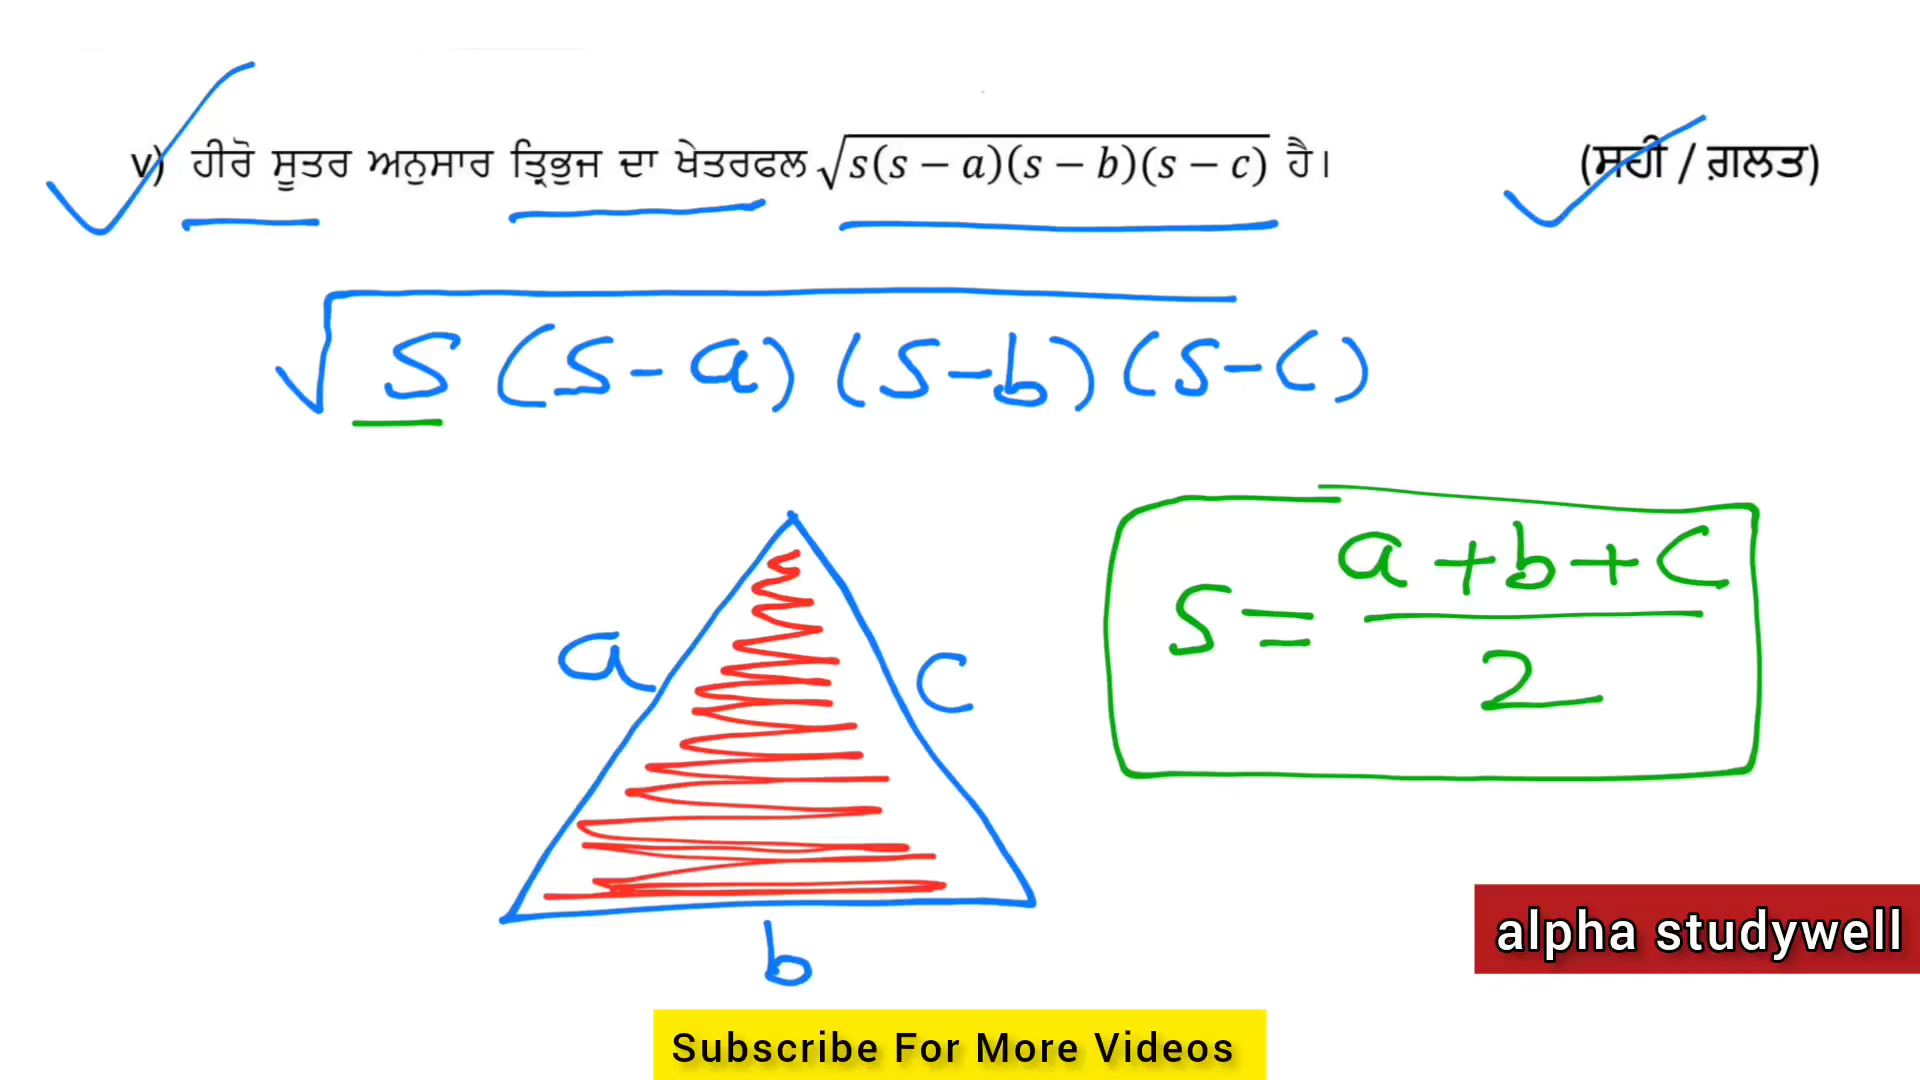 v) ਹੀਰੋ ਸੂਤਰ ਅਨੁਸਾਰ ਤ੍ਰਿਭੁਜ ਦਾ ਖੇਤਰਫਲ √s(s − a)(s − b)(s − c) ਹੈ। (ਸਹੀ / ਗ਼ਲਤ)
√S (S - a) (S - b) (S - C)
S = a + b + C / 2
a
C
b
alpha studywell
Subscribe For More Videos